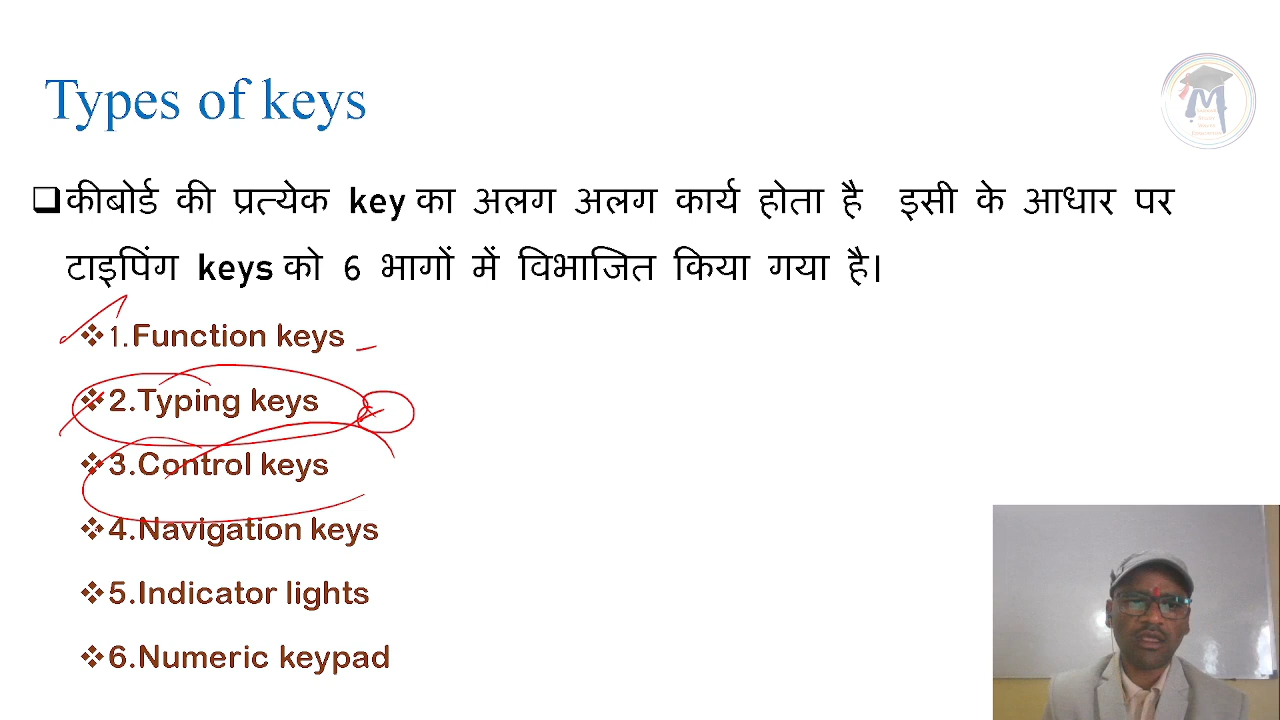 Types of keys
❑कीबोर्ड की प्रत्येक key का अलग अलग कार्य होता है इसी के आधार पर
टाइपिंग keys को 6 भागों में विभाजित किया गया है।
❖1.Function keys
❖2.Typing keys
❖3.Control keys
❖4.Navigation keys
❖5.Indicator lights
❖6.Numeric keypad